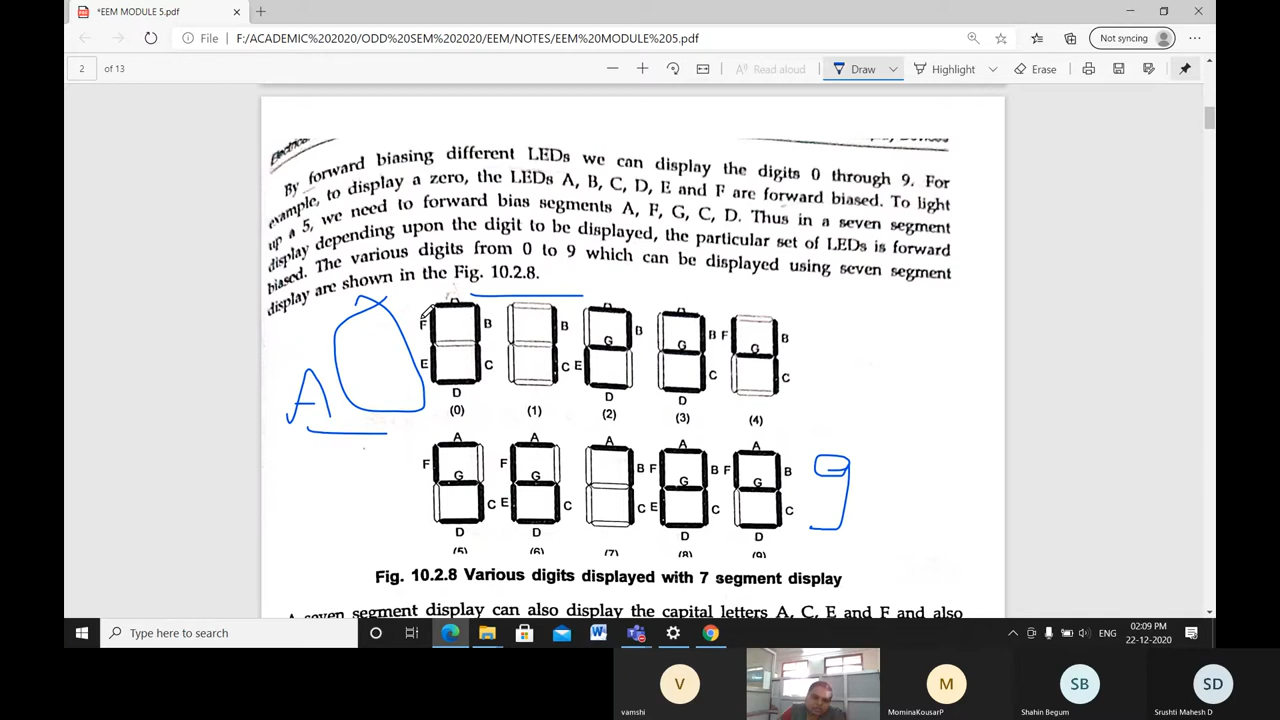 *EEM MODULE 5.pdf
File F:/ACADEMIC%202020/ODD%20SEM%202020/EEM/NOTES/EEM%20MODULE%205.pdf
Not syncing
2 of 13
Read aloud Draw Highlight Erase
By forward biasing different LEDs we can display the digits 0 through 9. For
example, to display a zero, the LEDs A, B, C, D, E and F are forward biased. To light
up a 5, we need to forward bias segments A, F, G, C, D. Thus in a seven segment
display depending upon the digit to be displayed, the particular set of LEDs is forward
biased. The various digits from 0 to 9 which can be displayed using seven segment
display are shown in the Fig. 10.2.8.
A
F B B B B F B
G G G
E C C E C C
D D D
(0) (1) (2) (3) (4)
A A A A A
F F B F B F B
G G G G
C E C C E C C
D D D D
(5) (6) (7) (8) (9)
A
9
Fig. 10.2.8 Various digits displayed with 7 segment display
A seven segment display can also display the capital letters A, C, E and F and also
Type here to search
ENG
02:09 PM
22-12-2020
V M SB SD
vamshi MominaKousarP Shahin Begum Srushti Mahesh D